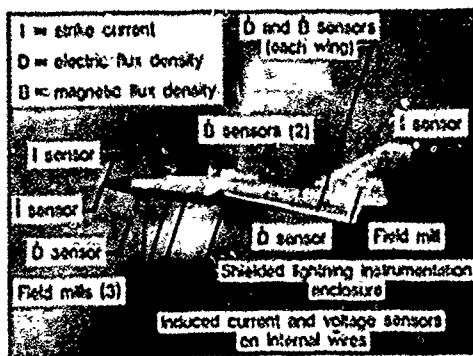 I = strike current
D = electric flux density
B = magnetic flux density
Ḋ and Ḃ sensors
(each wing)
İ sensor
Ḋ sensors (2)
I sensor
İ sensor
Ḋ sensor
Field mills (3)
Ḋ sensor
Field mill
Shielded lightning instrumentation
enclosure
Induced current and voltage sensors
on internal wires